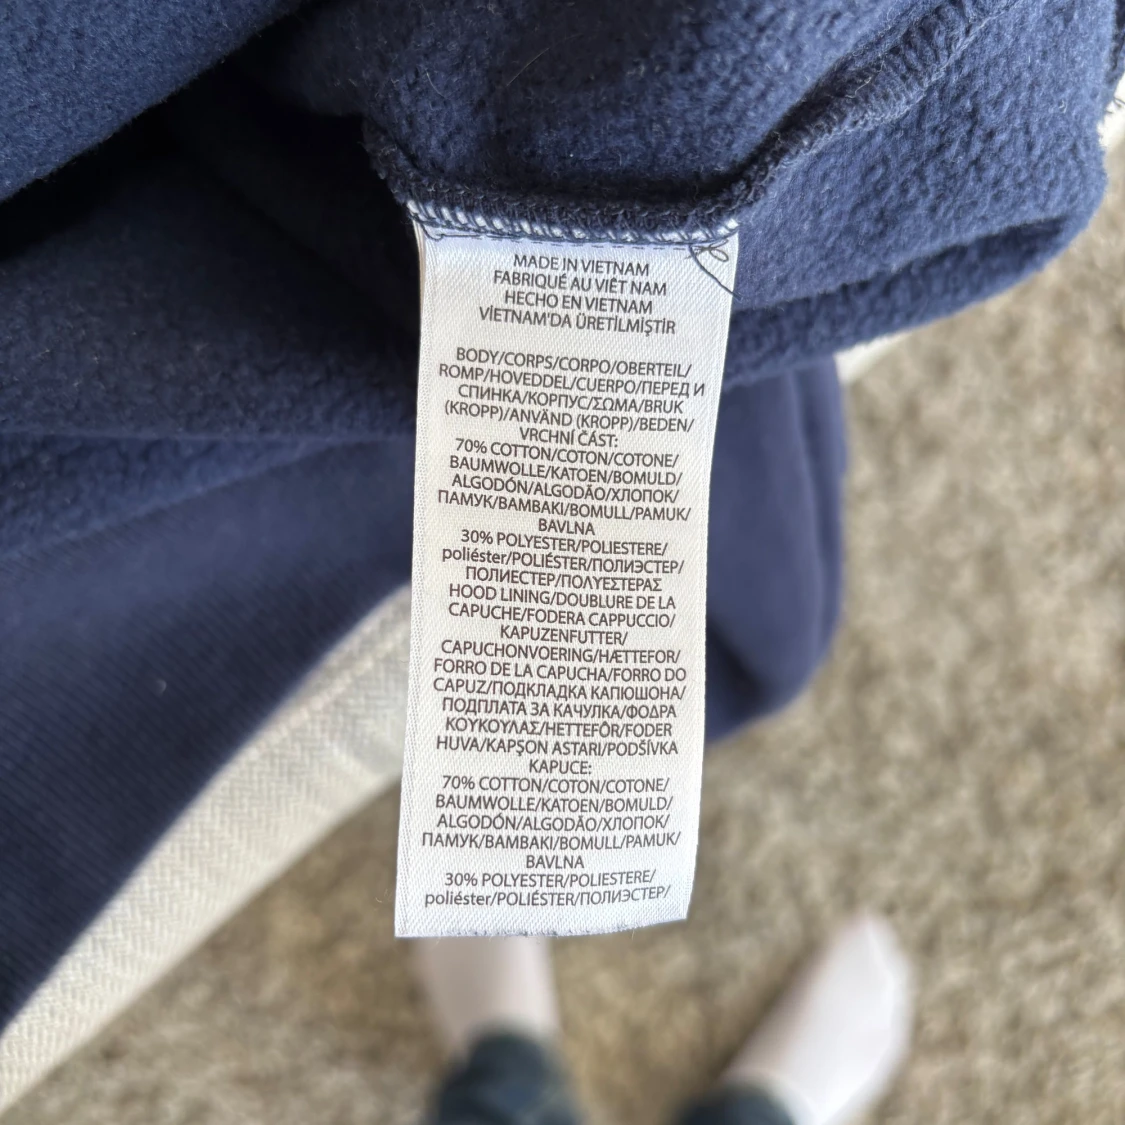 MADE IN VIETNAM
FABRIQUÉ AU VIÊT NAM
HECHO EN VIETNAM
VİETNAM'DA ÜRETİLMİŞTİR
BODY/CORPS/CORPO/OBERTEIL/
ROMP/HOVEDDEL/CUERPO/ПЕРЕД И
СПИНКА/КОРПУС/ΣΩΜΑ/BRUK
(KROPP)/ANVÄND (KROPP)/BEDEN/
VRCHNÍ ČÁST:
70% COTTON/COTON/COTONE/
BAUMWOLLE/KATOEN/BOMULD/
ALGODÓN/ALGODÃO/ХЛОПОК/
ПАМУК/BAMBAKI/BOMULL/PAMUK/
BAVLNA
30% POLYESTER/POLIESTERE/
poliéster/POLIÉSTER/ПОЛИЭСТЕР/
ПОЛИЕСТЕР/ΠΟΛΥΕΣΤΕΡΑΣ
HOOD LINING/DOUBLURE DE LA
CAPUCHE/FODERA CAPPUCCIO/
KAPUZENFUTTER/
CAPUCHONVOERING/HÆTTEFOR/
FORRO DE LA CAPUCHA/FORRO DO
CAPUZ/ПОДКЛАДКА КАПЮШОНА/
ПОДПЛАТА ЗА КАЧУЛКА/ΦΟΔΡΑ
ΚΟΥΚΟΥΛΑΣ/HETTEFÔR/FODER
HUVA/KAPŞON ASTARI/PODŠÍVKA
KAPUCE:
70% COTTON/COTON/COTONE/
BAUMWOLLE/KATOEN/BOMULD/
ALGODÓN/ALGODÃO/ХЛОПОК/
ПАМУК/BAMBAKI/BOMULL/PAMUK/
BAVLNA
30% POLYESTER/POLIESTERE/
poliéster/POLIÉSTER/ПОЛИЭСТЕР/